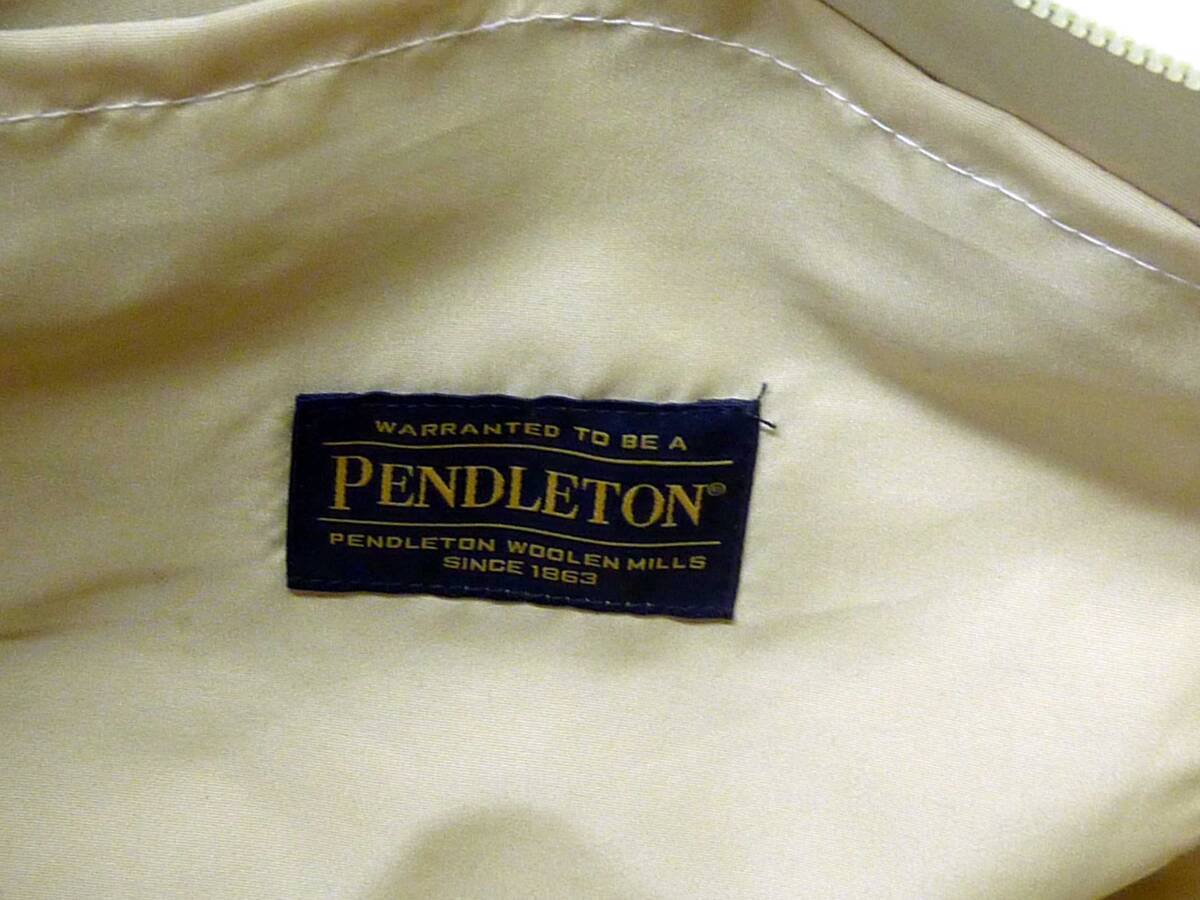 WARRANTED TO BE A
PENDLETON®
PENDLETON WOOLEN MILLS
SINCE 1863